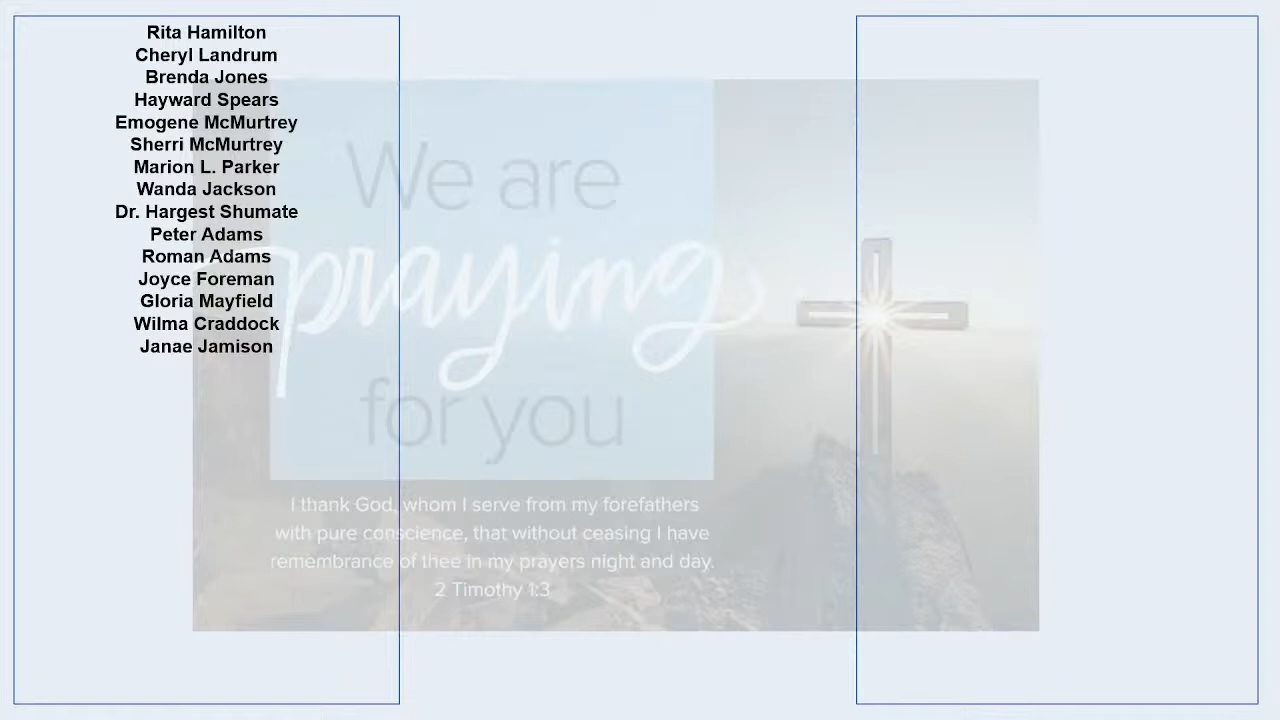 Rita Hamilton
Cheryl Landrum
Brenda Jones
Hayward Spears
Emogene McMurtrey
Sherri McMurtrey
Marion L. Parker
Wanda Jackson
Dr. Hargest Shumate
Peter Adams
Roman Adams
Joyce Foreman
Gloria Mayfield
Wilma Craddock
Janae Jamison
We are
praying
for you
I thank God, whom I serve from my forefathers
with pure conscience, that without ceasing I have
remembrance of thee in my prayers night and day.
2 Timothy 1:3